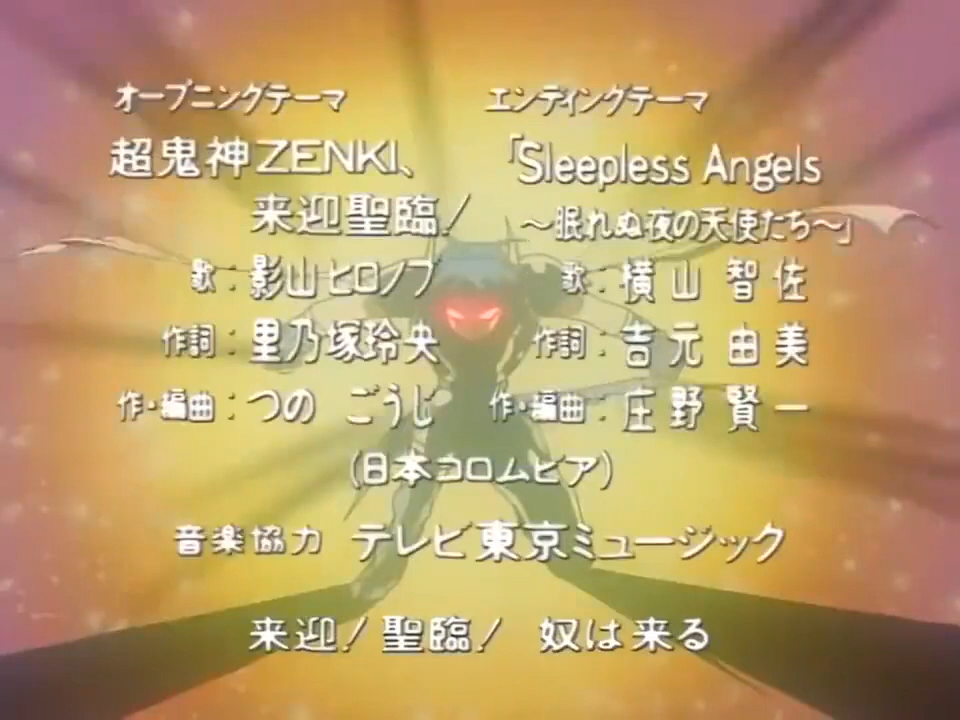 オープニングテーマ
超鬼神ZENKI、
来迎聖臨!
歌:影山ヒロノブ
作詞:里乃塚玲央
作・編曲:つの ごうじ
エンディングテーマ
「Sleepless Angels
~眠れぬ夜の天使たち~」
歌:横山 智佐
作詞:吉元 由美
作・編曲:庄野 賢一
(日本コロムビア)
音楽協力 テレビ東京ミュージック
来迎!聖臨! 奴は来る